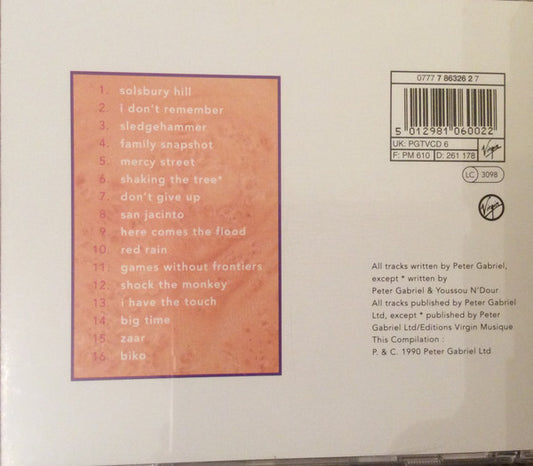 1. solsbury hill
2. i don't remember
3. sledgehammer
4. family snapshot
5. mercy street
6. shaking the tree*
7. don't give up
8. san jacinto
9. here comes the flood
10. red rain
11. games without frontiers
12. shock the monkey
13. i have the touch
14. big time
15. zaar
16. biko
0777 7 86326 2 7
5 012981 060022
UK: PGTVCD 6
F: PM 610 D: 261 178
Virgin
LC 3098
Virgin
All tracks written by Peter Gabriel,
except * written by
Peter Gabriel & Youssou N'Dour
All tracks published by Peter Gabriel
Ltd, except * published by Peter
Gabriel Ltd/Editions Virgin Musique
This Compilation :
P. & C. 1990 Peter Gabriel Ltd